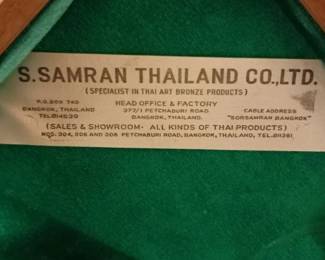 S.SAMRAN THAILAND CO.,LTD.
(SPECIALIST IN THAI ART BRONZE PRODUCTS)
P.O. BOX 740
BANGKOK, THAILAND
TEL.
HEAD OFFICE & FACTORY
377/1 PETCHABURI ROAD
BANGKOK, THAILAND.
CABLE ADDRESS
"SORSAMRAN BANGKOK"
(SALES & SHOWROOM- ALL KINDS OF THAI PRODUCTS)
NOS. 304, 306 AND 308 PETCHABURI ROAD, BANGKOK, THAILAND, TEL.